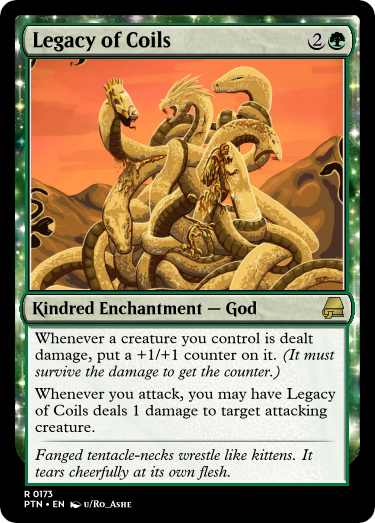 Legacy of Coils 2
Kindred Enchantment — God
Whenever a creature you control is dealt
damage, put a +1/+1 counter on it. (It must
survive the damage to get the counter.)
Whenever you attack, you may have Legacy
of Coils deals 1 damage to target attacking
creature.
Fanged tentacle-necks wrestle like kittens. It
tears cheerfully at its own flesh.
R 0173
PTN • EN u/Ro_Ashe